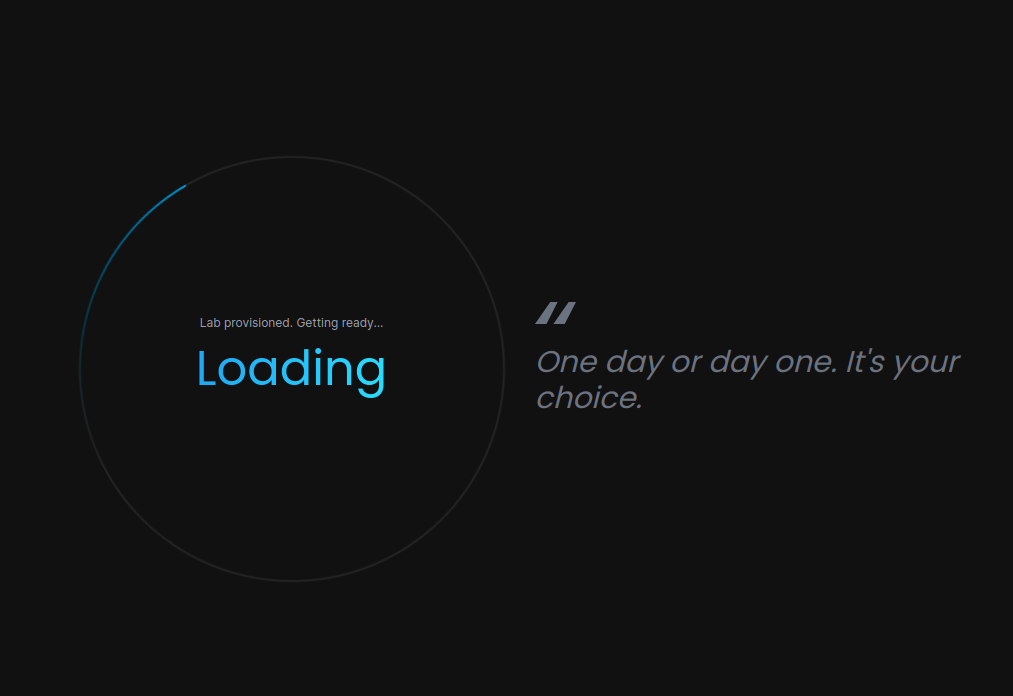 Lab provisioned. Getting ready...
Loading
One day or day one. It's your
choice.